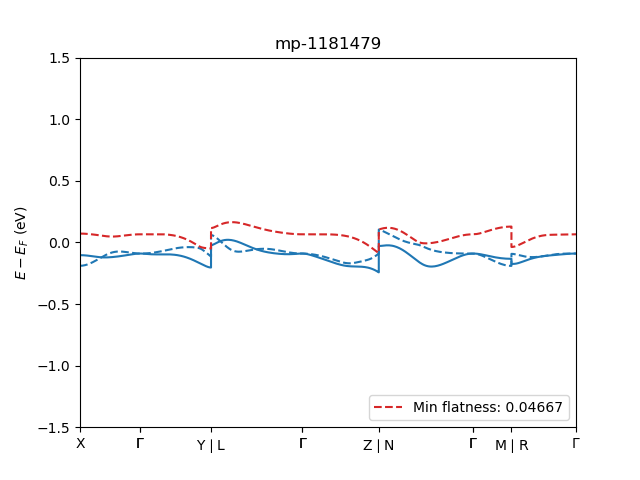 mp-1181479
E − E_F (eV)
1.5
1.0
0.5
0.0
−0.5
−1.0
−1.5
Min flatness: 0.04667
X Γ Y | L Γ Z | N Γ M | R Γ